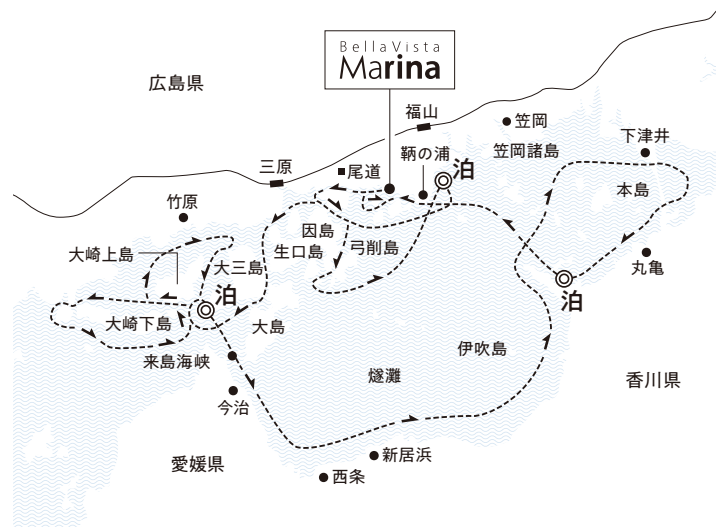 BellaVista
Marina
広島県
福山
笠岡
下津井
笠岡諸島
鞆の浦
三原
尾道
泊
本島
竹原
因島
生口島
弓削島
大崎上島
大三島
丸亀
泊
泊
大崎下島
大島
来島海峡
伊吹島
燧灘
香川県
今治
愛媛県
新居浜
西条